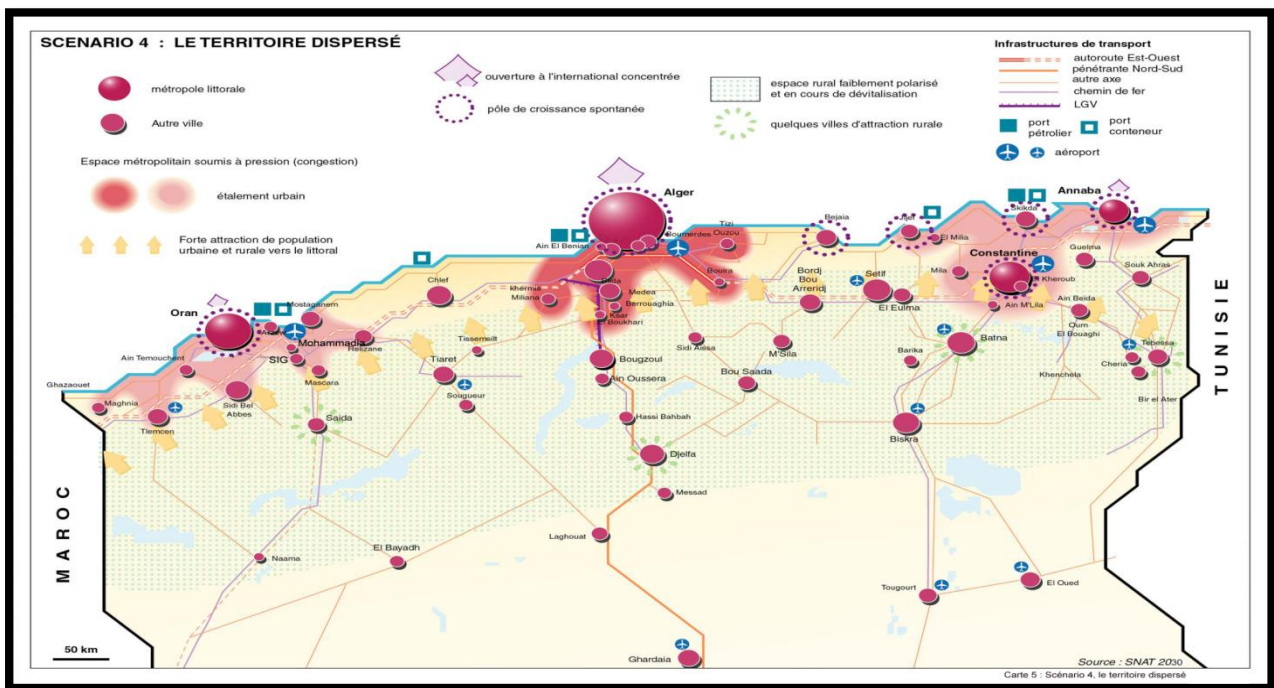 SCENARIO 4 : LE TERRITOIRE DISPERSÉ
métropole littorale
Autre ville
Espace métropolitain soumis à pression (congestion)
étalement urbain
Forte attraction de population
urbaine et rurale vers le littoral
ouverture à l'international concentrée
pôle de croissance spontanée
espace rural faiblement polarisé
et en cours de dévitalisation
quelques villes d'attraction rurale
Infrastructures de transport
autoroute Est-Ouest
pénétrante Nord-Sud
autre axe
chemin de fer
LGV
port
pétrolier
port
conteneur
aéroport
Alger
Annaba
Tizi
Ouzou
Bejaia
Jijel
Skikda
Ain El Benian
Boumerdes
El Milia
Guelma
Constantine
Souk Ahras
Bouira
Bordj
Bou
Arreridj
Setif
Mila
El Kheroub
Chlef
khemis
Miliana
Blida
Medea
Berrouaghia
Ksar
El Boukhari
El Eulma
Ain M'Lila
Ain Beida
Oum
El Bouaghi
Oran
Mostaganem
Arzew
Mohammadia
Relizane
Tissemsilt
Sidi Aissa
M'Sila
Batna
Tebessa
Ain Temouchent
SIG
Mascara
Tiaret
Bougzoul
Barika
Cheria
Khenchela
Ghazaouet
Maghnia
Sidi Bel
Abbes
Sougueur
Ain Oussera
Bou Saada
Bir el Ater
Tlemcen
Saida
Hassi Bahbah
Biskra
Djelfa
Messad
Laghouat
Naama
El Bayadh
Tougourt
El Oued
Ghardaia
MAROC
TUNISIE
50 km
Source : SNAT 2030
Carte 5 : Scénario 4, le territoire dispersé